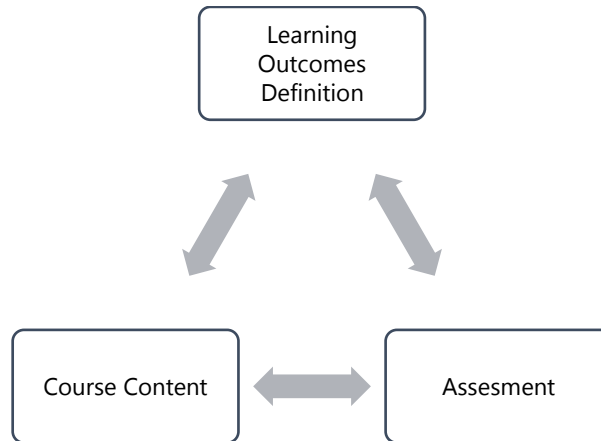 Learning
Outcomes
Definition
Course Content
Assesment